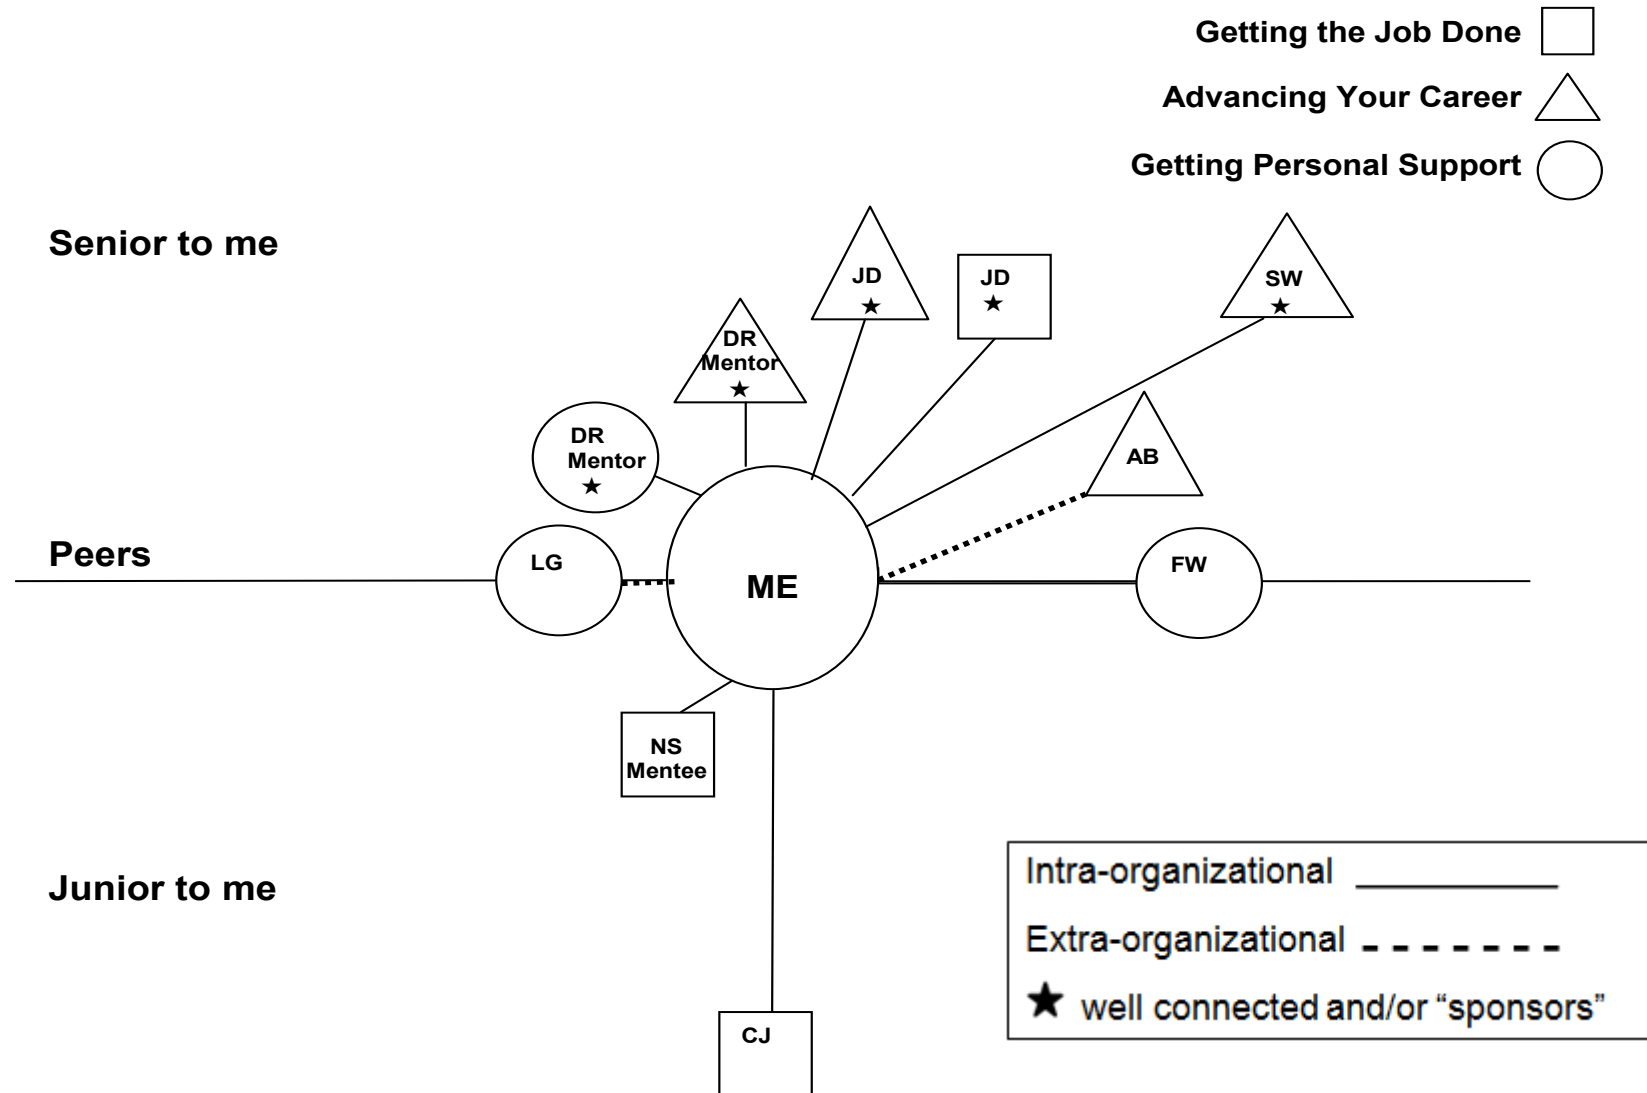 Getting the Job Done
Advancing Your Career
Getting Personal Support
Senior to me
JD
★
JD
★
SW
★
DR
Mentor
★
DR
Mentor
★
AB
Peers
LG
ME
FW
NS
Mentee
Junior to me
CJ
Intra-organizational
Extra-organizational
★ well connected and/or “sponsors”